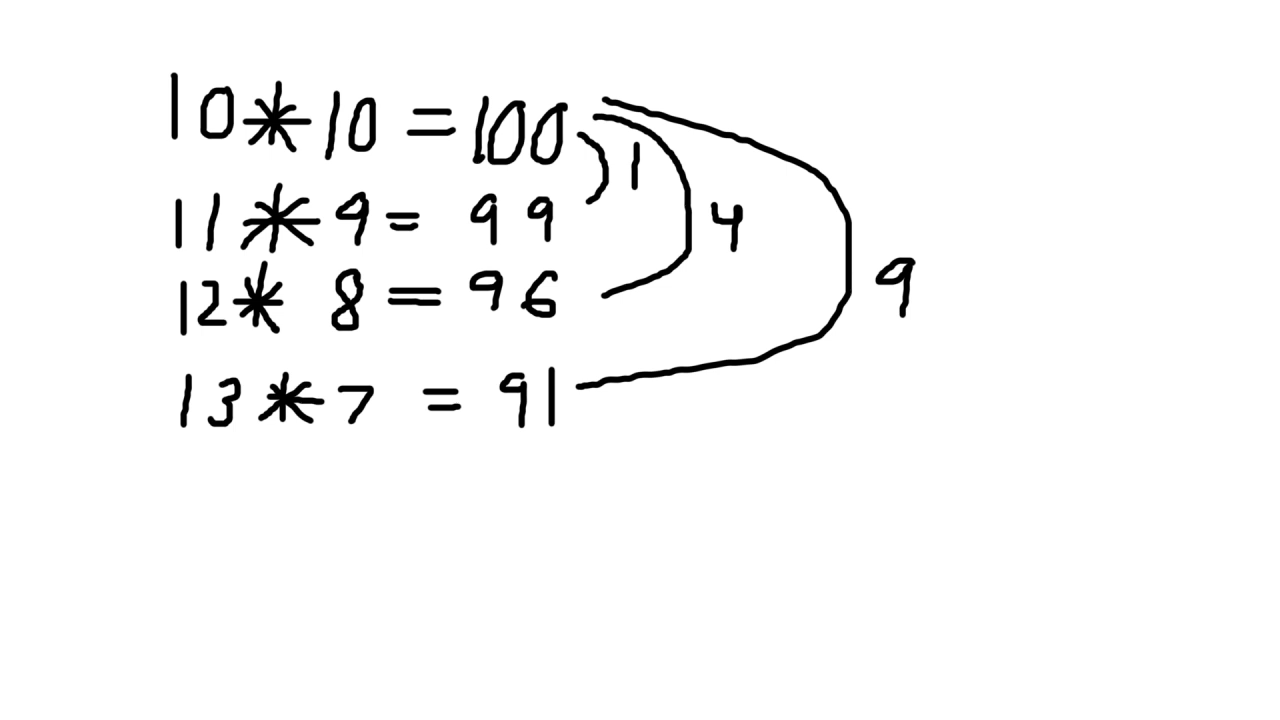 10*10 = 100
1
11*9 = 99
4
12*8 = 96
9
13*7 = 91